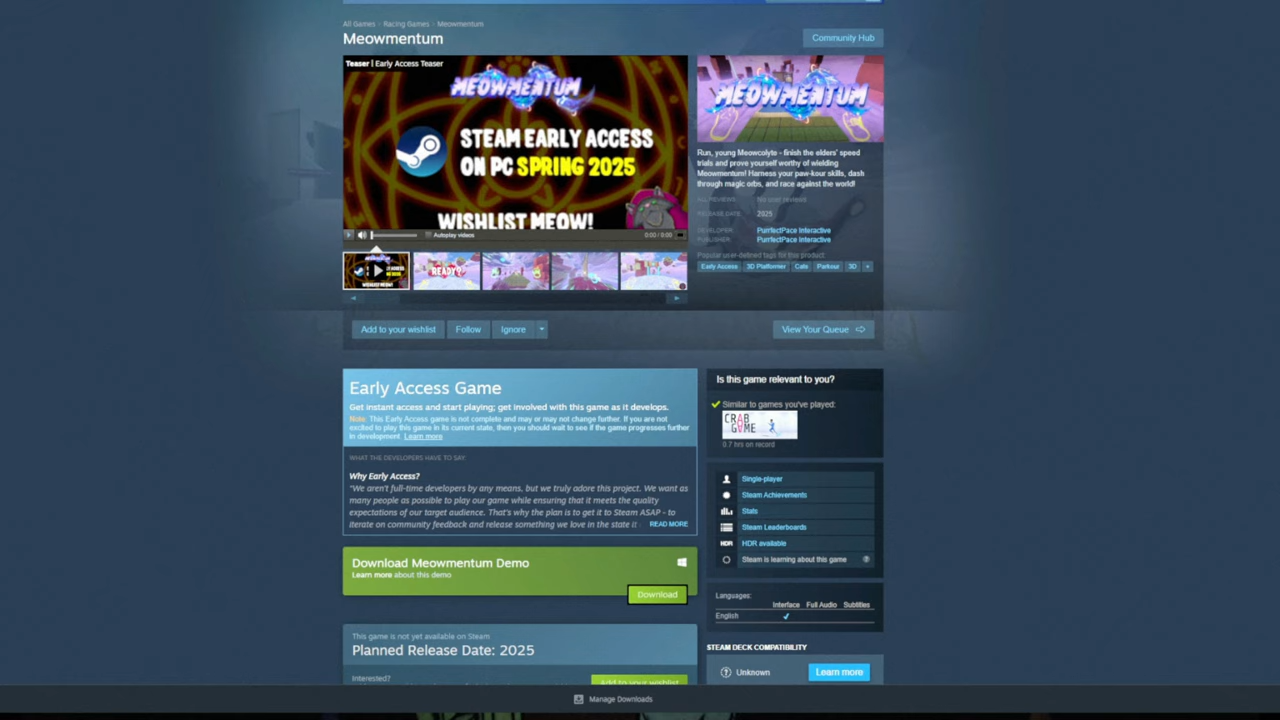 All Games › Racing Games › Meowmentum
Meowmentum
Community Hub
Teaser | Early Access Teaser
MEOWMENTUM
STEAM EARLY ACCESS
ON PC SPRING 2025
WISHLIST MEOW!
Autoplay videos
0:00 / 0:00
READY?
MEOWMENTUM
Run, young Meowcolyte - finish the elders' speed
trials and prove yourself worthy of wielding
Meowmentum! Harness your paw-kour skills, dash
through magic orbs, and race against the world!
ALL REVIEWS: No user reviews
RELEASE DATE: 2025
DEVELOPER: PurrfectPace Interactive
PUBLISHER: PurrfectPace Interactive
Popular user-defined tags for this product:
Early Access 3D Platformer Cats Parkour 3D +
Add to your wishlist
Follow
Ignore
View Your Queue
Early Access Game
Get instant access and start playing; get involved with this game as it develops.
Note: This Early Access game is not complete and may or may not change further. If you are not
excited to play this game in its current state, then you should wait to see if the game progresses further
in development. Learn more
WHAT THE DEVELOPERS HAVE TO SAY:
Why Early Access?
"We aren't full-time developers by any means, but we truly adore this project. We want as
many people as possible to play our game while ensuring that it meets the quality
expectations of our target audience. That's why the plan is to get it to Steam ASAP - to
iterate on community feedback and release something we love in the state it
READ MORE
Download Meowmentum Demo
Learn more about this demo
Download
This game is not yet available on Steam
Planned Release Date: 2025
Interested?
Add to your wishlist
Is this game relevant to you?
Similar to games you've played:
CRAB
GAME
0.7 hrs on record
Single-player
Steam Achievements
Stats
Steam Leaderboards
HDR HDR available
Steam is learning about this game ?
Languages:
Interface Full Audio Subtitles
English ✔
STEAM DECK COMPATIBILITY
Unknown
Learn more
Manage Downloads